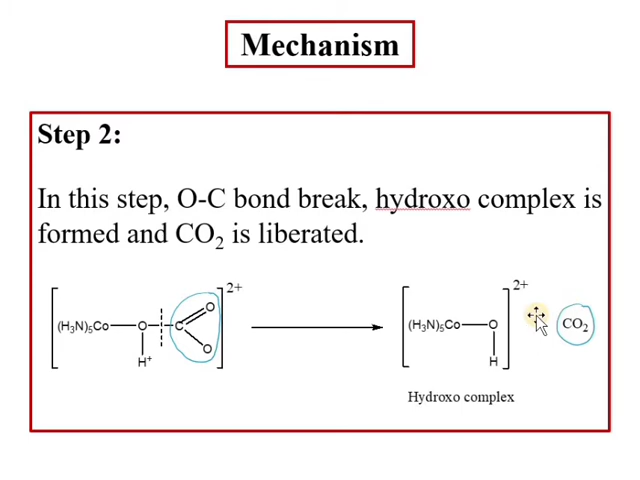 Mechanism
Step 2:
In this step, O-C bond break, hydroxo complex is
formed and CO₂ is liberated.
2+
(H₃N)₅Co O C O
O
H⁺
2+
(H₃N)₅Co O
H
CO₂
Hydroxo complex